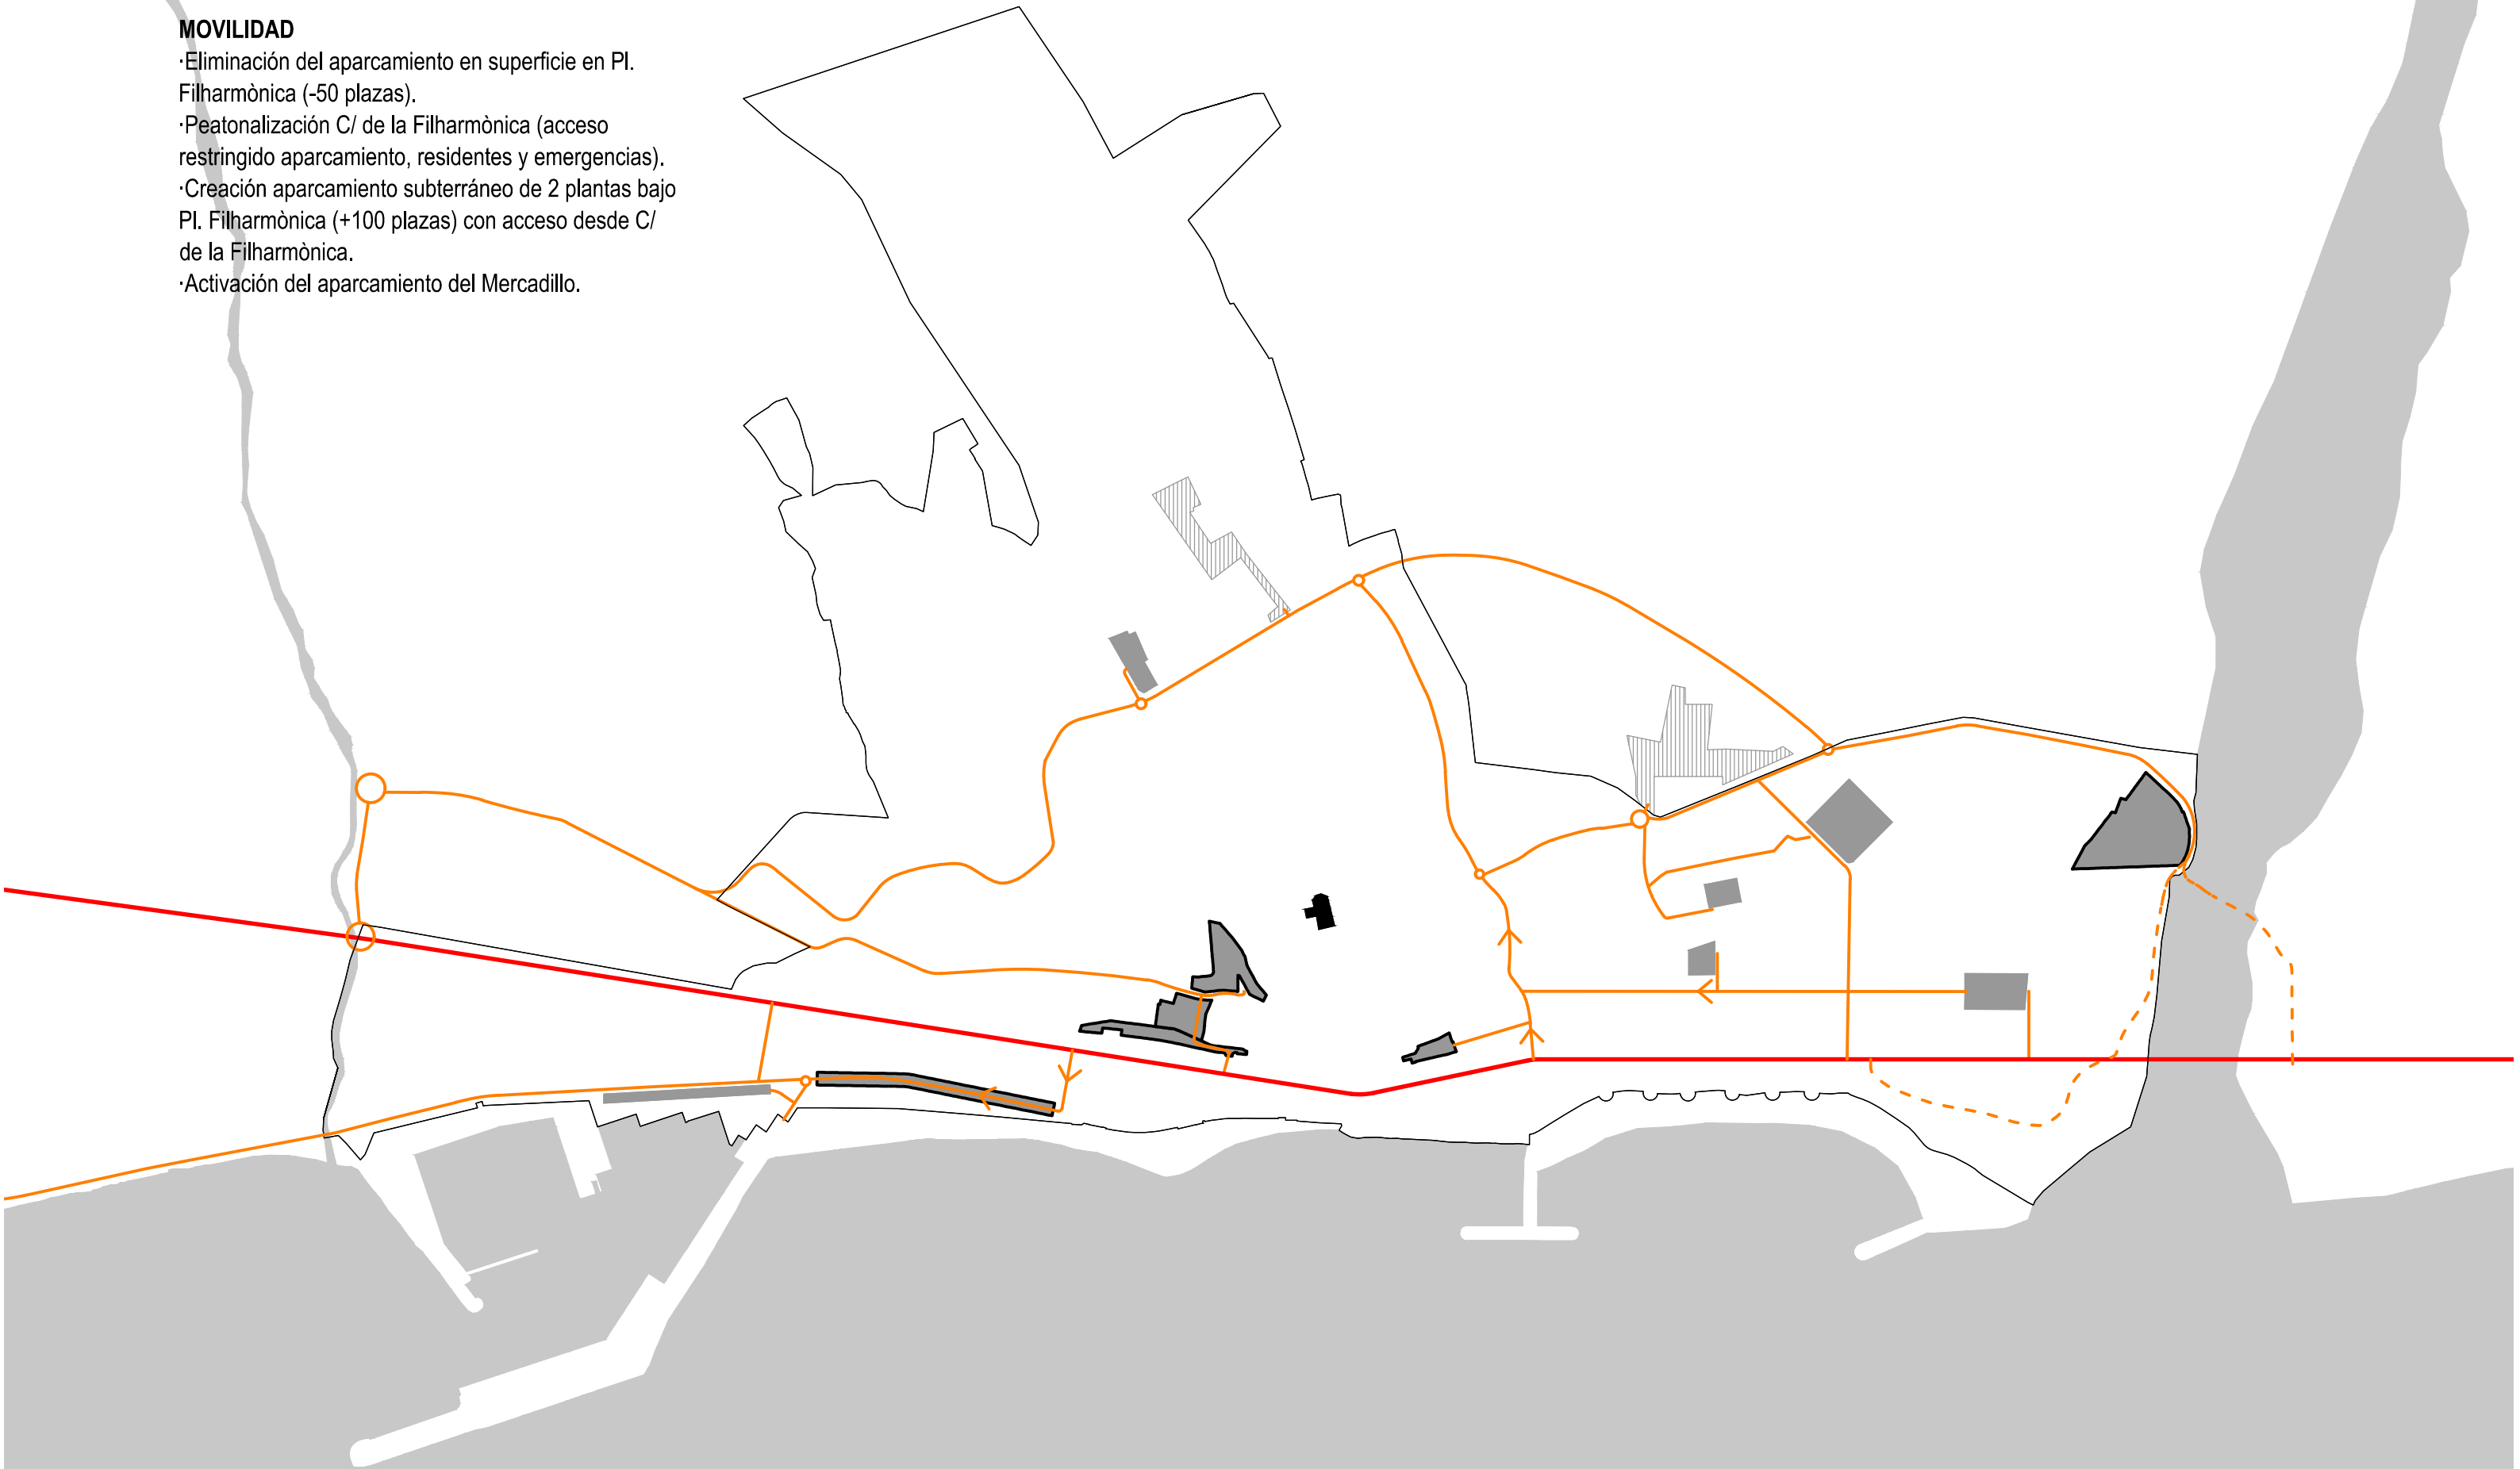 MOVILIDAD
·Eliminación del aparcamiento en superficie en Pl.
Filharmònica (-50 plazas).
·Peatonalización C/ de la Filharmònica (acceso
restringido aparcamiento, residentes y emergencias).
·Creación aparcamiento subterráneo de 2 plantas bajo
Pl. Filharmònica (+100 plazas) con acceso desde C/
de la Filharmònica.
·Activación del aparcamiento del Mercadillo.